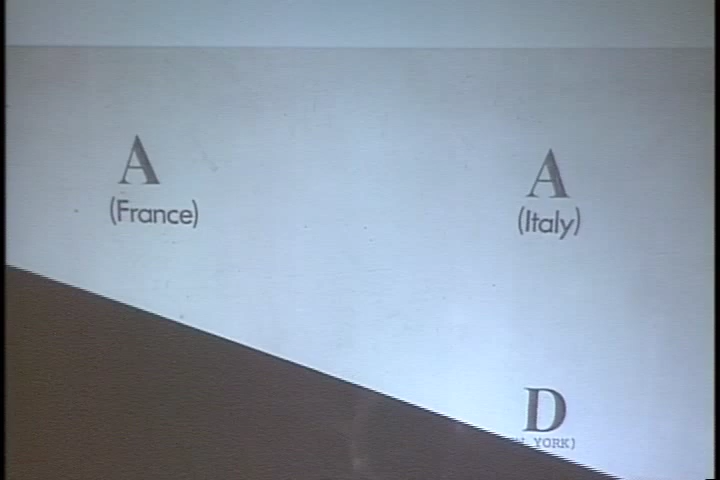 A
(France)
A
(Italy)
D
YORK)